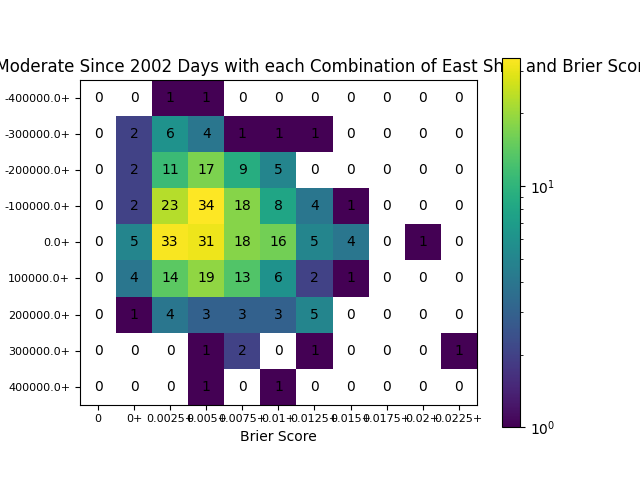 Moderate Since 2002 Days with each Combination of East Sh and Brier Scor
-400000.0+ 0 0 1 1 0 0 0 0 0 0 0
-300000.0+ 0 2 6 4 1 1 1 0 0 0 0
-200000.0+ 0 2 11 17 9 5 0 0 0 0 0
-100000.0+ 0 2 23 34 18 8 4 1 0 0 0
0.0+ 0 5 33 31 18 16 5 4 0 1 0
100000.0+ 0 4 14 19 13 6 2 1 0 0 0
200000.0+ 0 1 4 3 3 3 5 0 0 0 0
300000.0+ 0 0 0 1 2 0 1 0 0 0 1
400000.0+ 0 0 0 1 0 1 0 0 0 0 0
0 0+ 0.0025+ 0.005+ 0.0075+ 0.01+ 0.0125+ 0.015+ 0.0175+ 0.02+ 0.0225+
Brier Score
10¹
10⁰